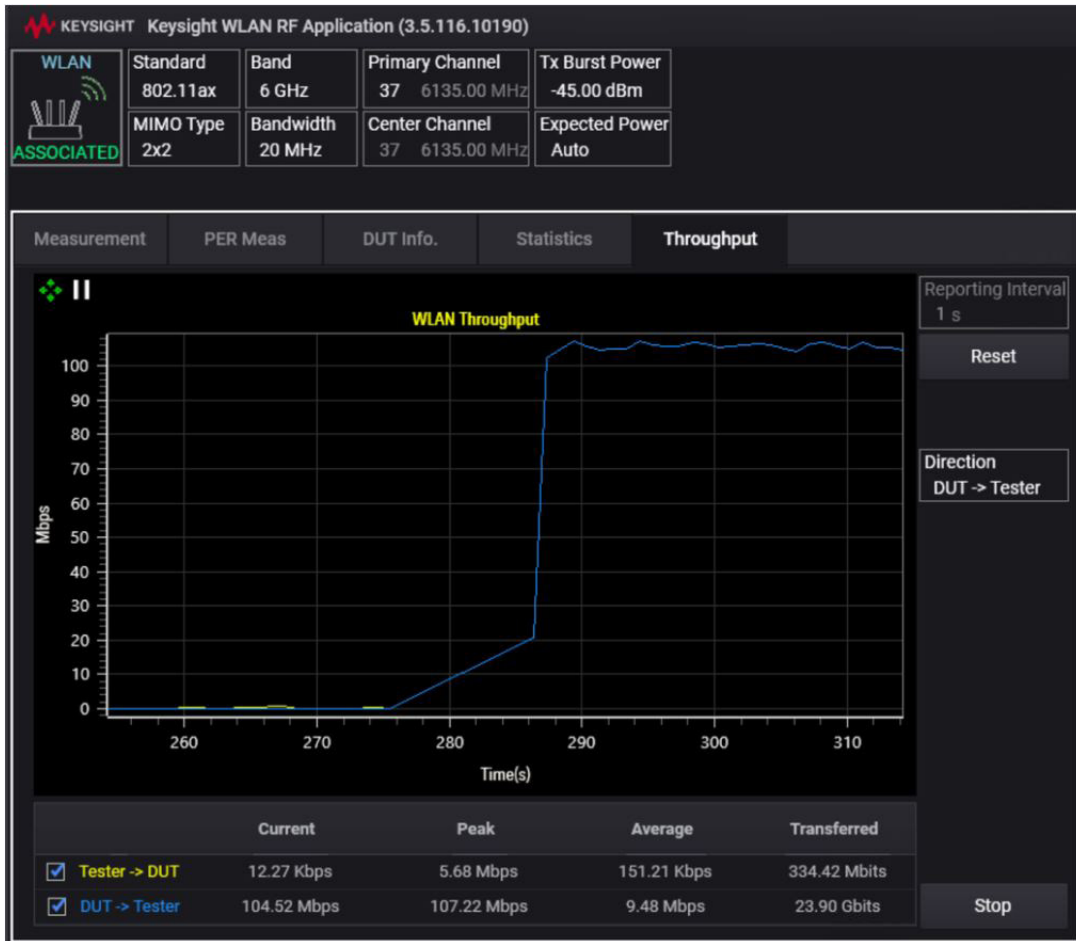 KEYSIGHT Keysight WLAN RF Application (3.5.116.10190)
WLAN
ASSOCIATED
Standard
802.11ax
Band
6 GHz
Primary Channel
37 6135.00 MHz
Tx Burst Power
-45.00 dBm
MIMO Type
2x2
Bandwidth
20 MHz
Center Channel
37 6135.00 MHz
Expected Power
Auto
Measurement PER Meas DUT Info. Statistics Throughput
WLAN Throughput
100
90
80
70
60
50
40
30
20
10
0
Mbps
260 270 280 290 300 310
Time(s)
Reporting Interval
1 s
Reset
Direction
DUT -> Tester
Current Peak Average Transferred
Tester -> DUT 12.27 Kbps 5.68 Mbps 151.21 Kbps 334.42 Mbits
DUT -> Tester 104.52 Mbps 107.22 Mbps 9.48 Mbps 23.90 Gbits
Stop